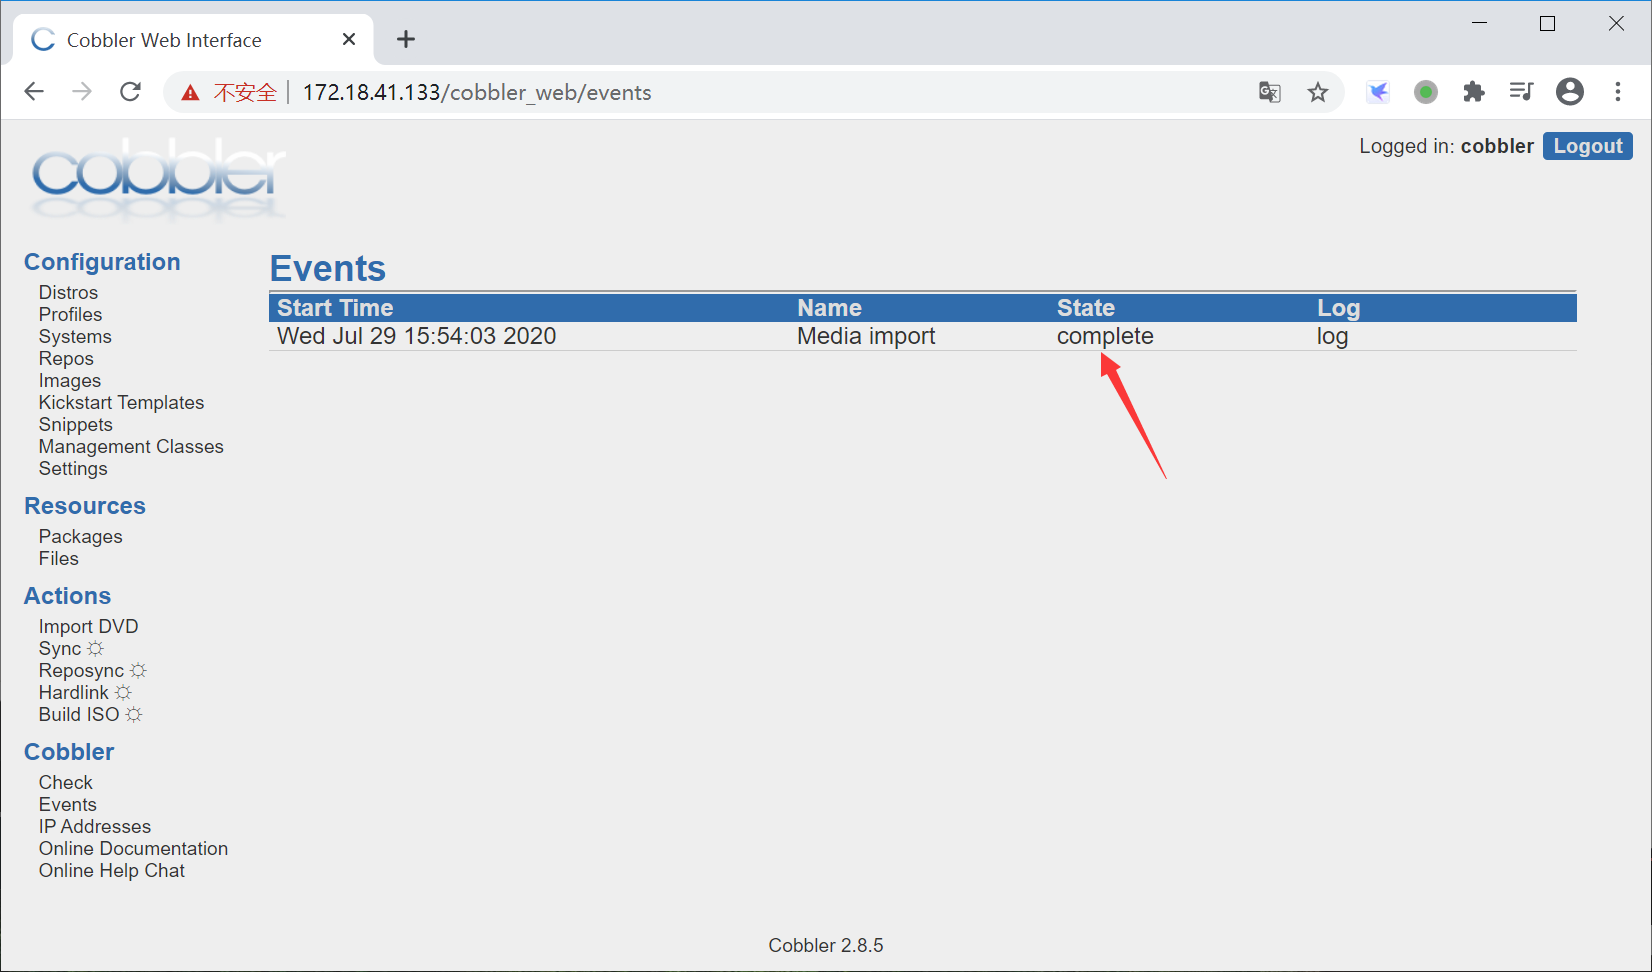 Cobbler Web Interface
不安全 172.18.41.133/cobbler_web/events
cobbler
Logged in: cobbler Logout
Configuration
Distros
Profiles
Systems
Repos
Images
Kickstart Templates
Snippets
Management Classes
Settings
Resources
Packages
Files
Actions
Import DVD
Sync
Reposync
Hardlink
Build ISO
Cobbler
Check
Events
IP Addresses
Online Documentation
Online Help Chat
Events
Start Time Name State Log
Wed Jul 29 15:54:03 2020 Media import complete log
Cobbler 2.8.5